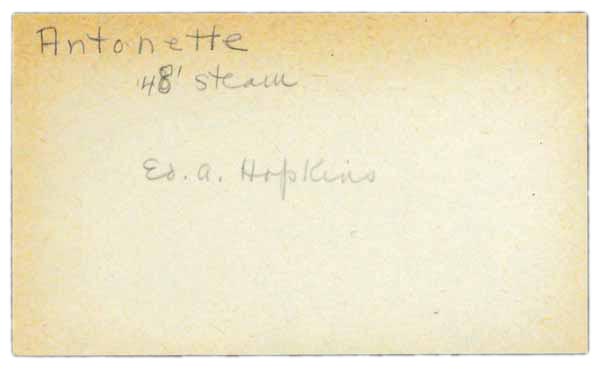 Antonette
48' steam
Ed. A. Hopkins